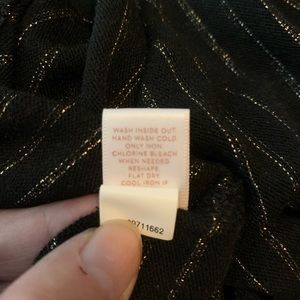 WASH INSIDE OUT.
HAND WASH COLD.
ONLY NON
CHLORINE BLEACH
WHEN NEEDED.
RESHAPE,
FLAT DRY.
COOL IRON IF
0711662